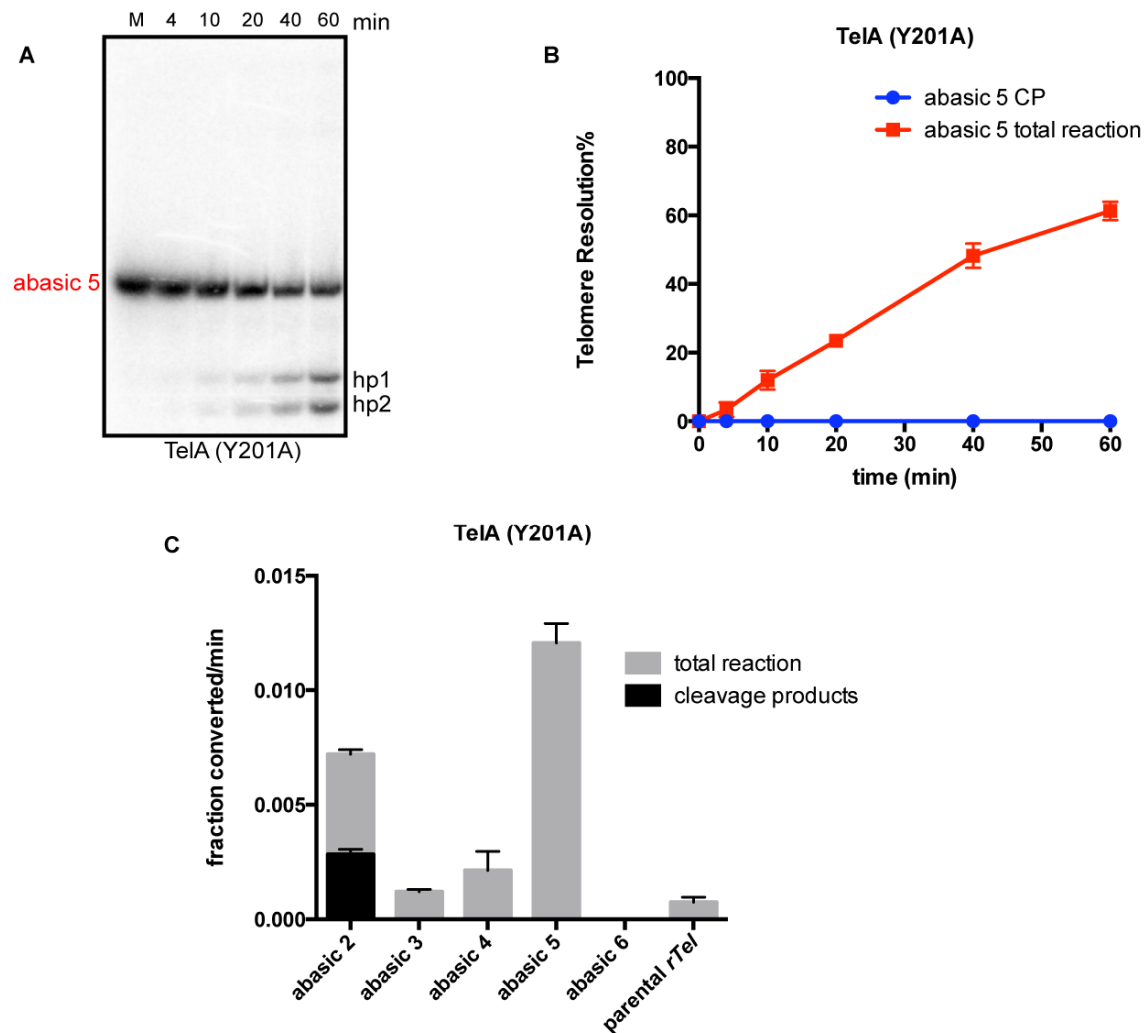 A
M 4 10 20 40 60 min
abasic 5
hp1
hp2
TelA (Y201A)
B
TelA (Y201A)
Telomere Resolution%
100
80
60
40
20
0
abasic 5 CP
abasic 5 total reaction
0 10 20 30 40 50 60
time (min)
C
TelA (Y201A)
fraction converted/min
0.015
0.010
0.005
0.000
total reaction
cleavage products
abasic 2
abasic 3
abasic 4
abasic 5
abasic 6
parental rTel